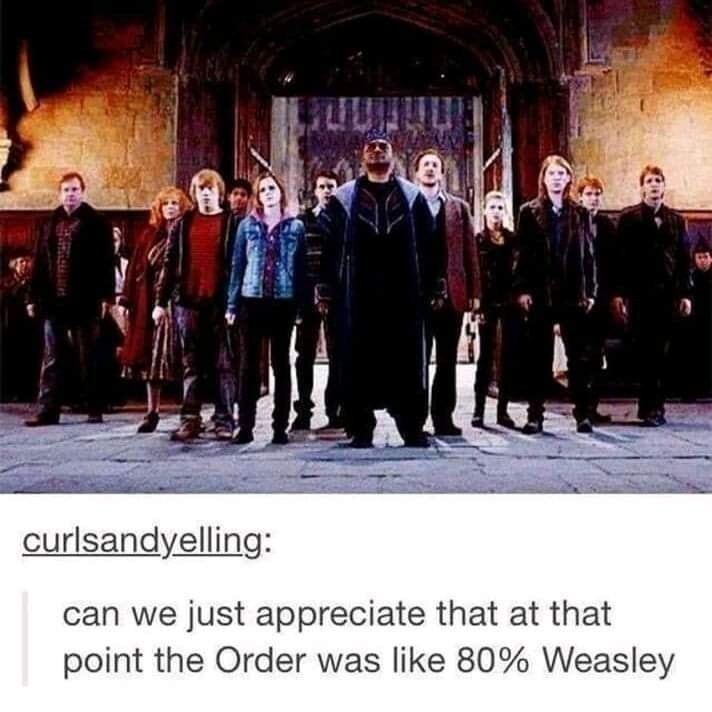 curlsandyelling:
can we just appreciate that at that
point the Order was like 80% Weasley